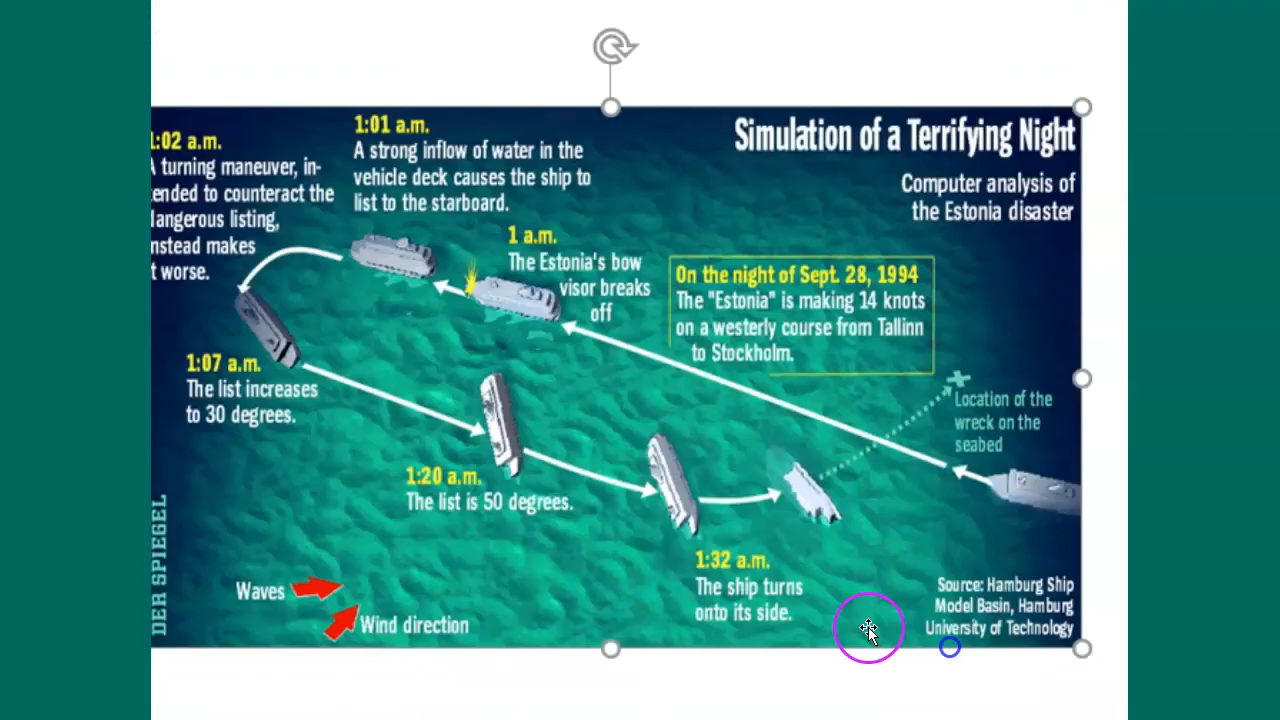 Simulation of a Terrifying Night
Computer analysis of
the Estonia disaster
On the night of Sept. 28, 1994
The "Estonia" is making 14 knots
on a westerly course from Tallinn
to Stockholm.
1 a.m.
The Estonia's bow
visor breaks
off
1:01 a.m.
A strong inflow of water in the
vehicle deck causes the ship to
list to the starboard.
1:02 a.m.
A turning maneuver, in-
tended to counteract the
dangerous listing,
instead makes
it worse.
1:07 a.m.
The list increases
to 30 degrees.
1:20 a.m.
The list is 50 degrees.
1:32 a.m.
The ship turns
onto its side.
Location of the
wreck on the
seabed
Waves
Wind direction
DER SPIEGEL
Source: Hamburg Ship
Model Basin, Hamburg
University of Technology